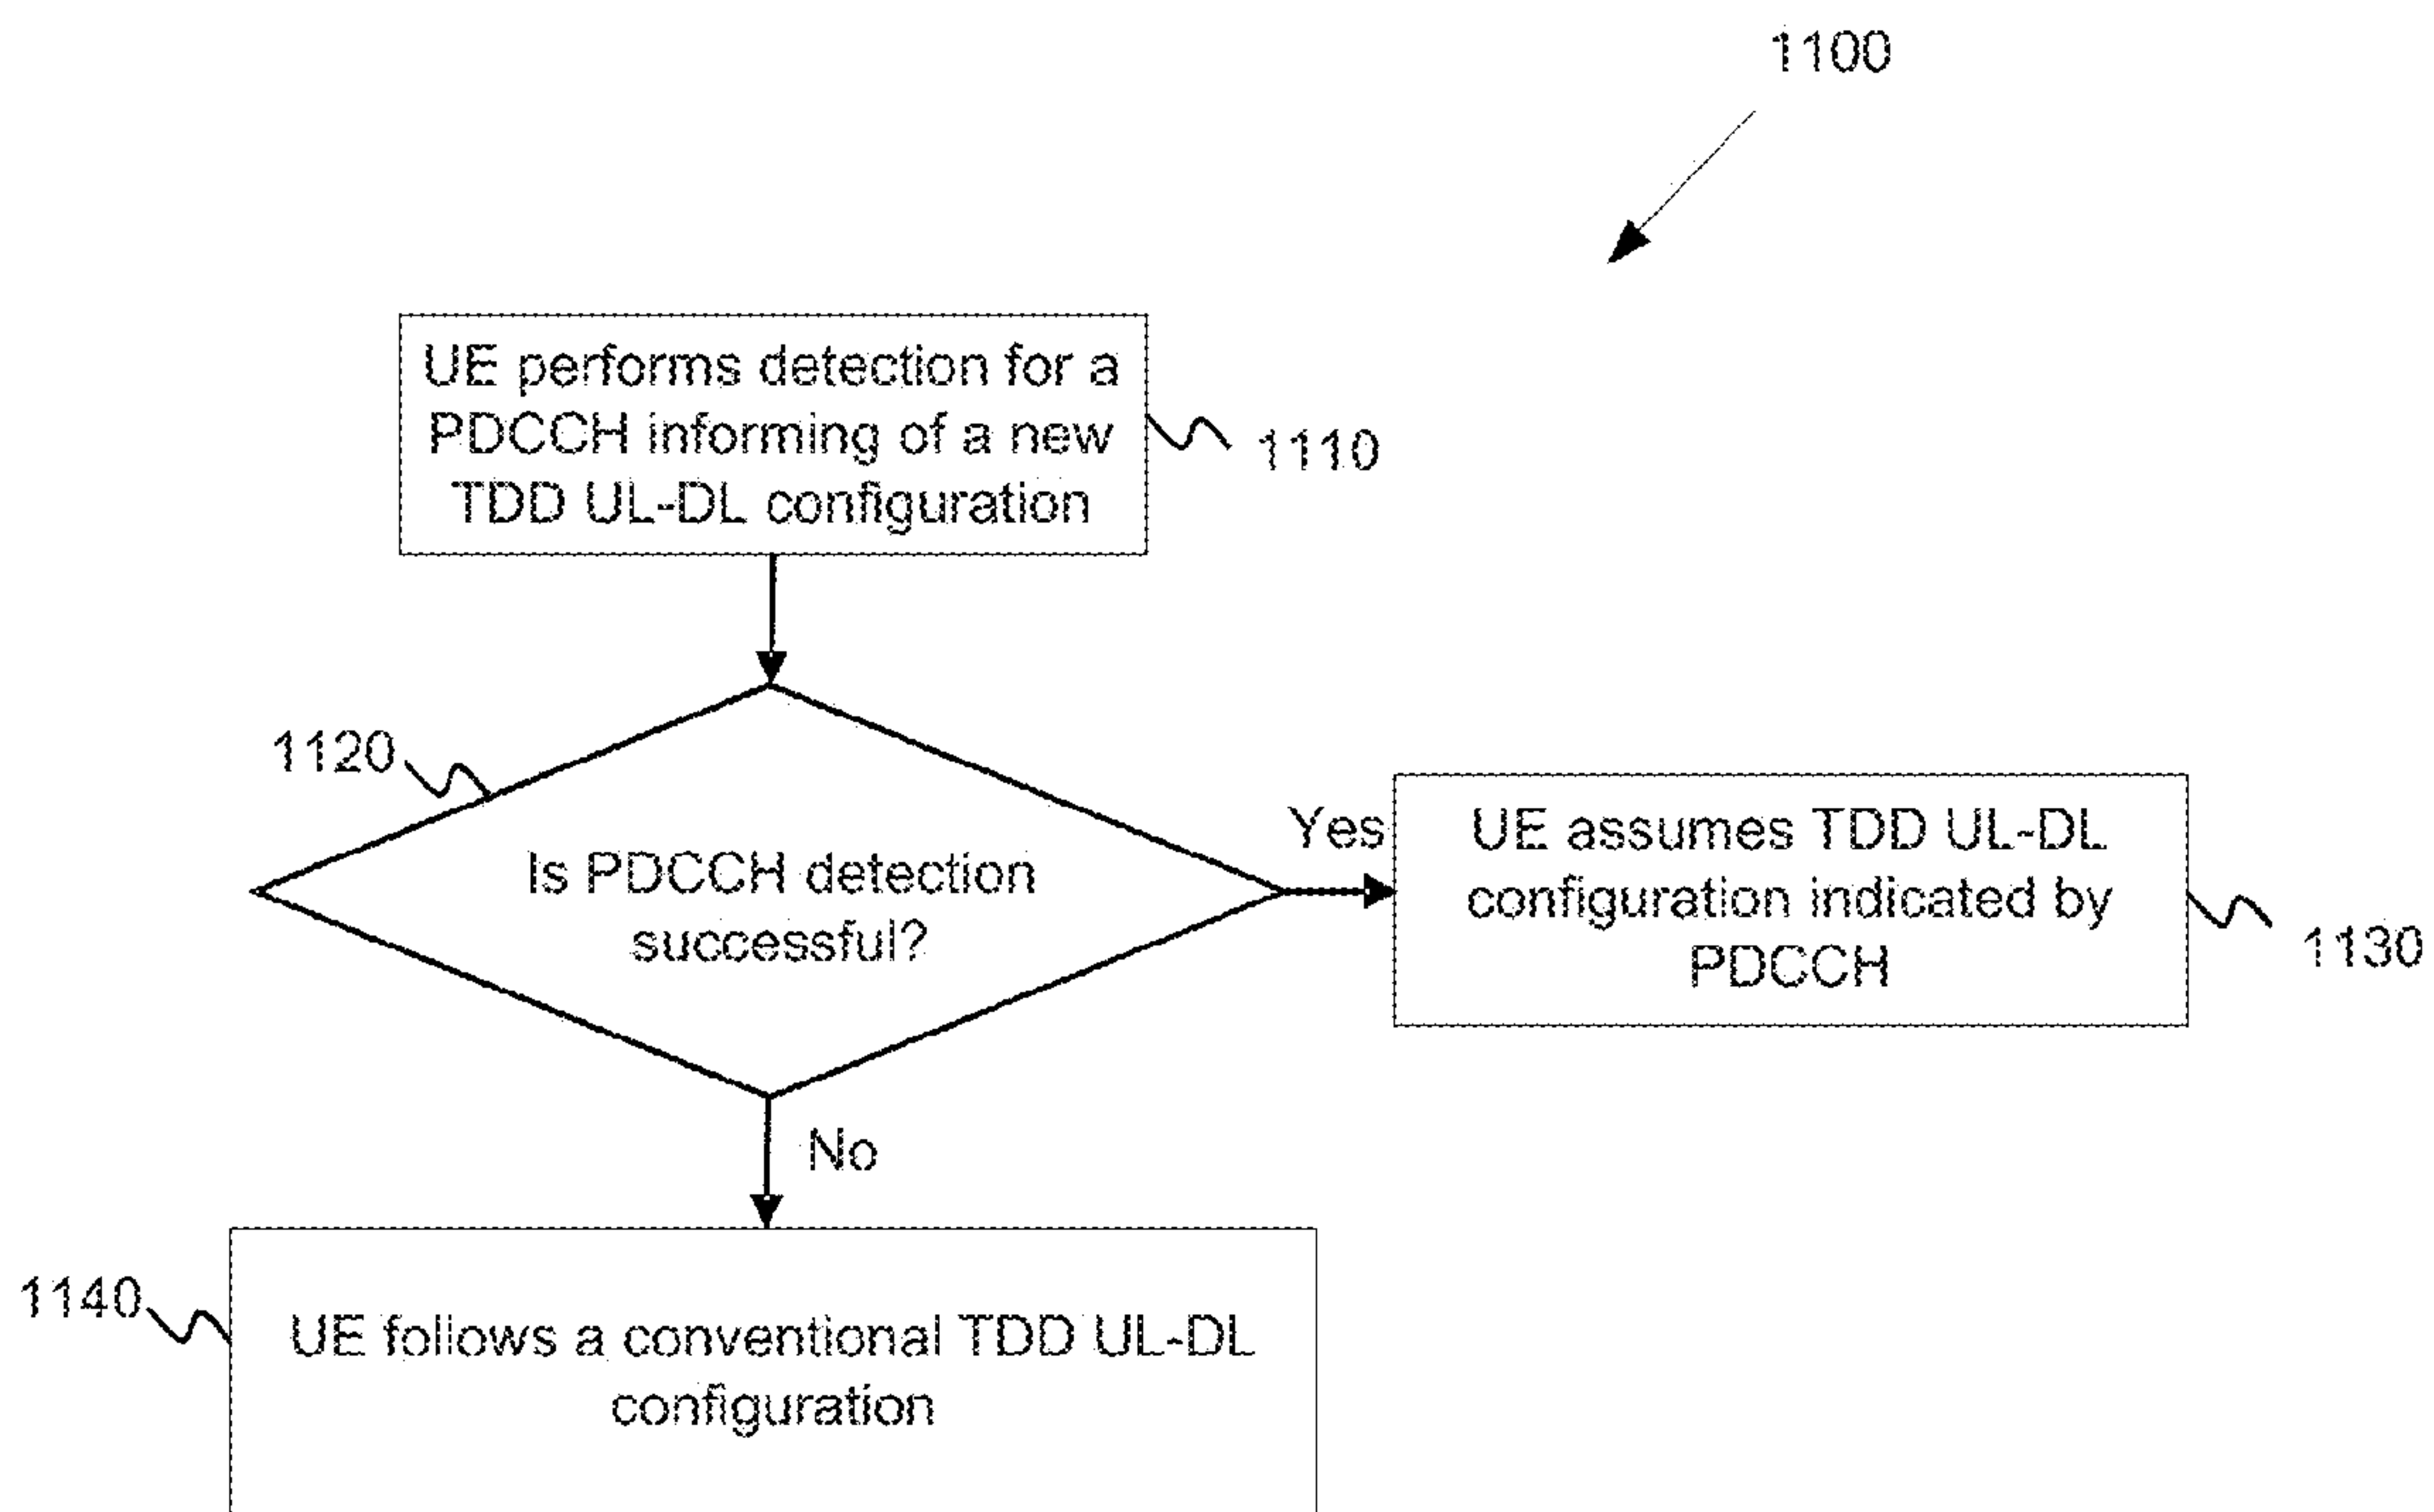 1100
UE performs detection for a
PDCCH informing of a new
TDD UL-DL configuration
1110
1120
Is PDCCH detection
successful?
Yes
UE assumes TDD UL-DL
configuration indicated by
PDCCH
1130
No
1140
UE follows a conventional TDD UL-DL
configuration